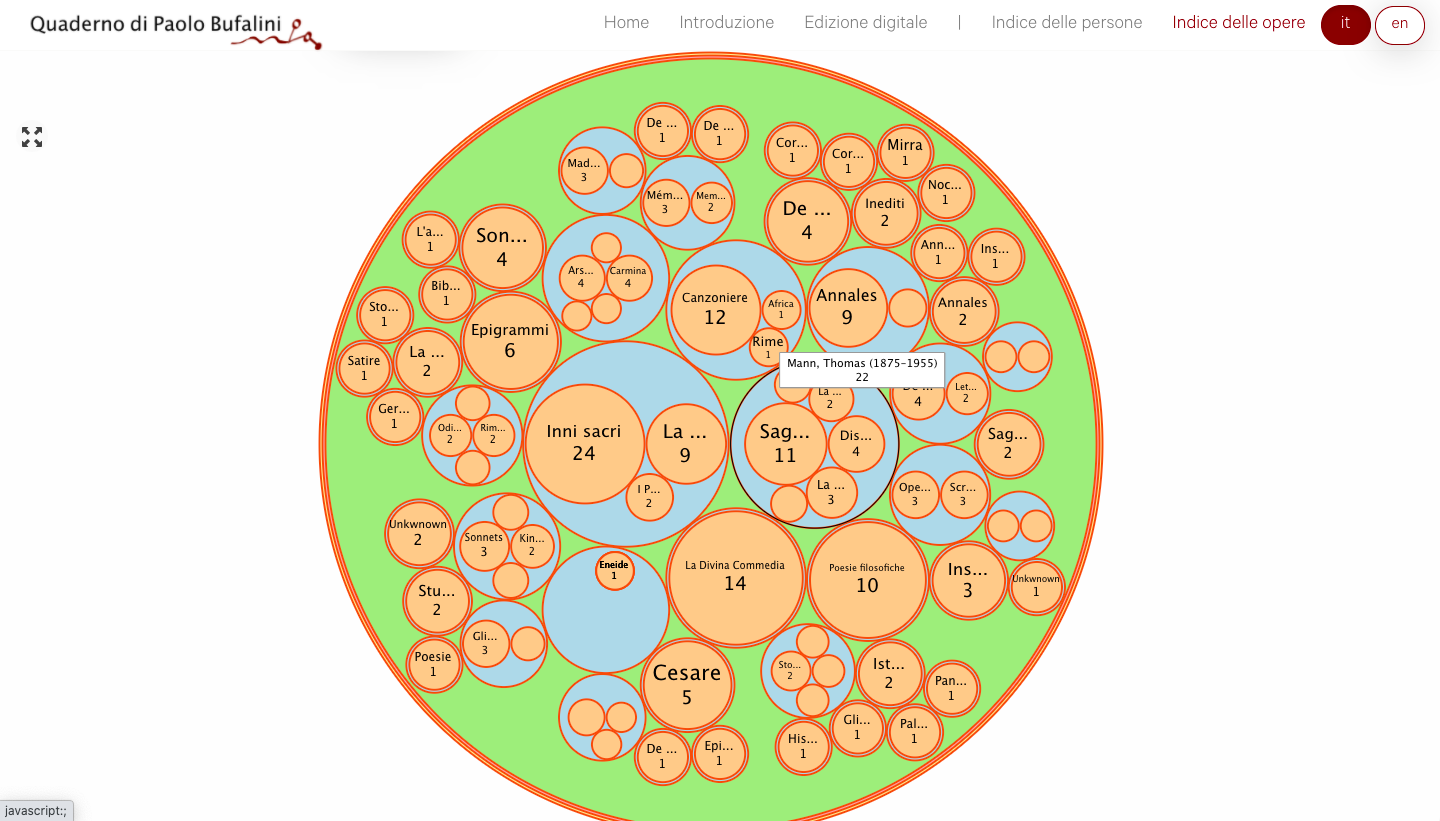 Quaderno di Paolo Bufalini
Home Introduzione Edizione digitale | Indice delle persone Indice delle opere it en
De ...
1
De ...
1
Cor...
1
Cor...
1
Mirra
1
Mad...
3
Noc...
1
Mém...
3
Mem...
2
De ...
4
Inediti
2
L'a...
1
Son...
4
Ann...
1
Ins...
1
Ars...
4
Carmina
4
Bib...
1
Canzoniere
12
Africa
1
Annales
9
Annales
2
Sto...
1
Epigrammi
6
Rime
1
Satire
1
La ...
2
Mann, Thomas (1875-1955)
22
4
Let...
2
La ...
2
Ger...
1
Odi...
2
Rim...
2
Inni sacri
24
La ...
9
Sag...
11
Dis...
4
Sag...
2
I P...
2
La ...
3
Ope...
3
Scr...
3
Unkwnown
2
Sonnets
3
Kin...
2
Eneide
1
La Divina Commedia
14
Poesie filosofiche
10
Ins...
3
Unkwnown
1
Stu...
2
Gli...
3
Poesie
1
Cesare
5
Sto...
2
Ist...
2
Pan...
1
De ...
1
Epi...
1
His...
1
Gli...
1
Pal...
1
javascript:;